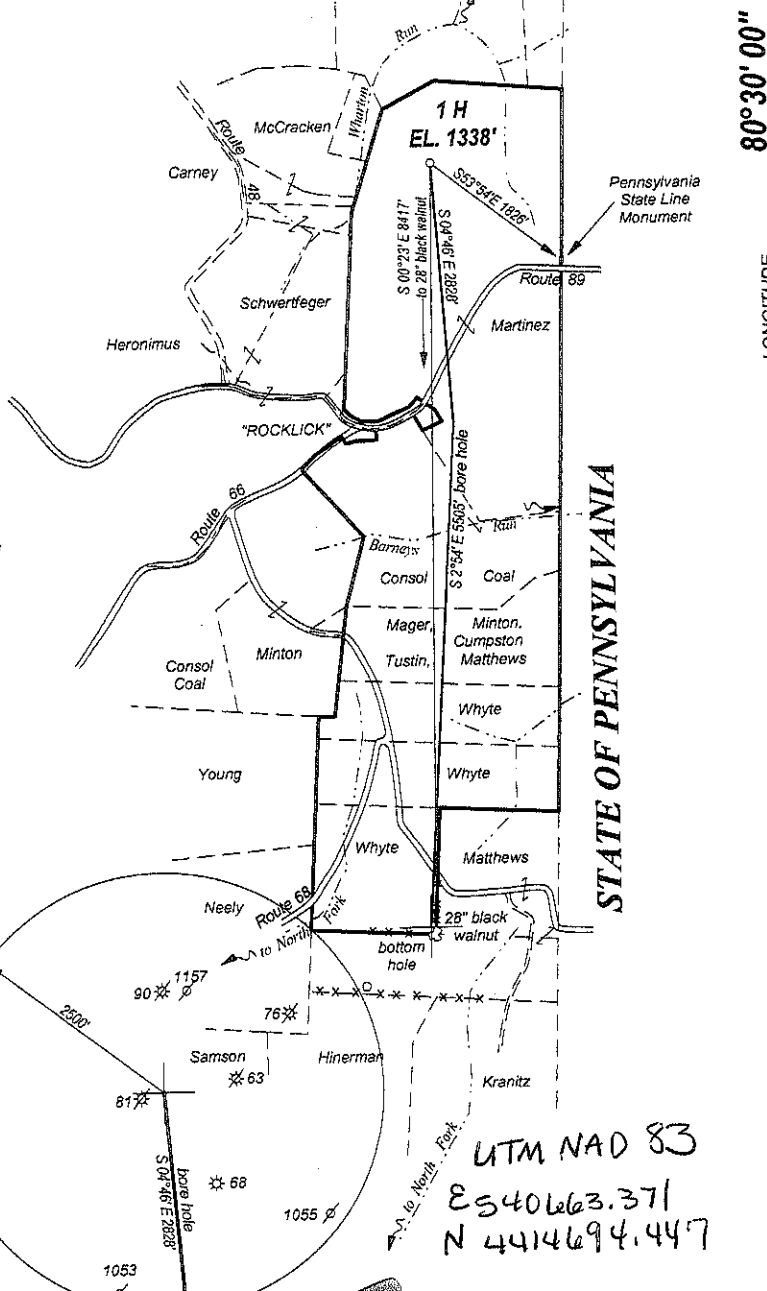 80°30' 00"
LONGITUDE
Run
Wharton
1 H
EL. 1338'
McCracken
Route
48
Carney
S53°54'E 1826'
Pennsylvania
State Line
Monument
S 00°23' E 8417'
to 28" black walnut
S 04°46' E 2828'
Route 89
Schwertfeger
Martinez
Heronimus
"ROCKLICK"
S 2°54' E 5505' bore hole
Route 66
Barneys
Run
Consol
Coal
Mager,
Minton.
Cumpston
Tustin,
Matthews
Minton
Consol
Coal
Whyte
STATE OF PENNSYLVANIA
Young
Whyte
Whyte
Matthews
Neely
Route 68
Fork
to North
28" black
walnut
bottom
hole
2500'
90
1157
76
Samson
Hinerman
63
81
Kranitz
bore hole
S 04°46' E 2828'
68
1055
to North Fork
1053
UTM NAD 83
E540663.371
N 4414694.447